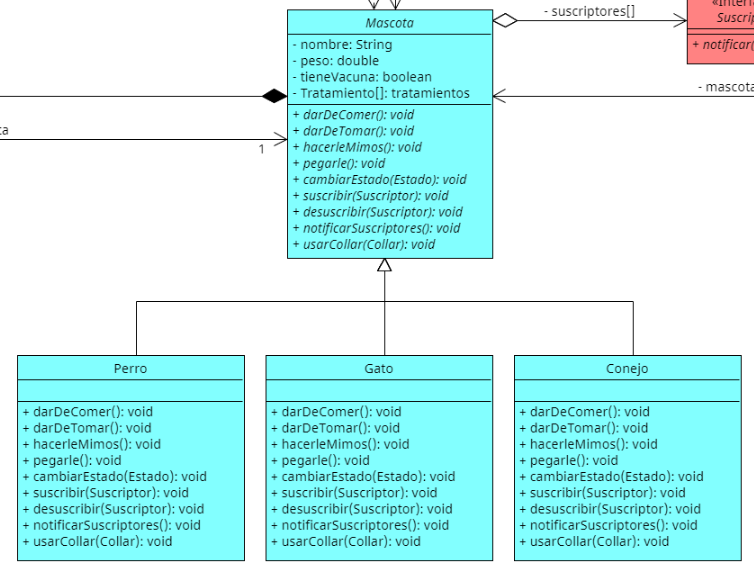 Mascota
- nombre: String
- peso: double
- tieneVacuna: boolean
- Tratamiento[]: tratamientos
+ darDeComer(): void
+ darDeTomar(): void
+ hacerleMimos(): void
+ pegarle(): void
+ cambiarEstado(Estado): void
+ suscribir(Suscriptor): void
+ desuscribir(Suscriptor): void
+ notificarSuscriptores(): void
+ usarCollar(Collar): void
- suscriptores[]
+ notificar(
- mascota
1
Perro
+ darDeComer(): void
+ darDeTomar(): void
+ hacerleMimos(): void
+ pegarle(): void
+ cambiarEstado(Estado): void
+ suscribir(Suscriptor): void
+ desuscribir(Suscriptor): void
+ notificarSuscriptores(): void
+ usarCollar(Collar): void
Gato
+ darDeComer(): void
+ darDeTomar(): void
+ hacerleMimos(): void
+ pegarle(): void
+ cambiarEstado(Estado): void
+ suscribir(Suscriptor): void
+ desuscribir(Suscriptor): void
+ notificarSuscriptores(): void
+ usarCollar(Collar): void
Conejo
+ darDeComer(): void
+ darDeTomar(): void
+ hacerleMimos(): void
+ pegarle(): void
+ cambiarEstado(Estado): void
+ suscribir(Suscriptor): void
+ desuscribir(Suscriptor): void
+ notificarSuscriptores(): void
+ usarCollar(Collar): void